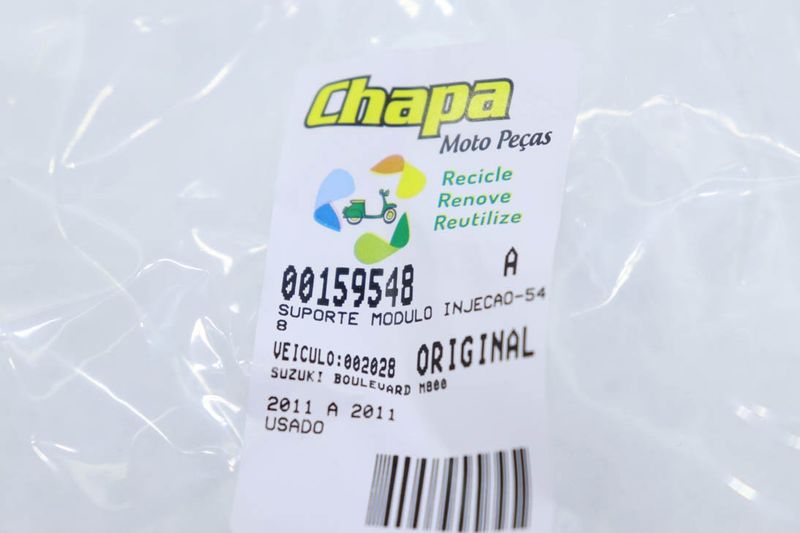 Chapa
Moto Peças
Recicle
Renove
Reutilize
A
00159548
SUPORTE MODULO INJECAO-54
8
VEICULO:002028 ORIGINAL
SUZUKI BOULEVARD M800
2011 A 2011
USADO